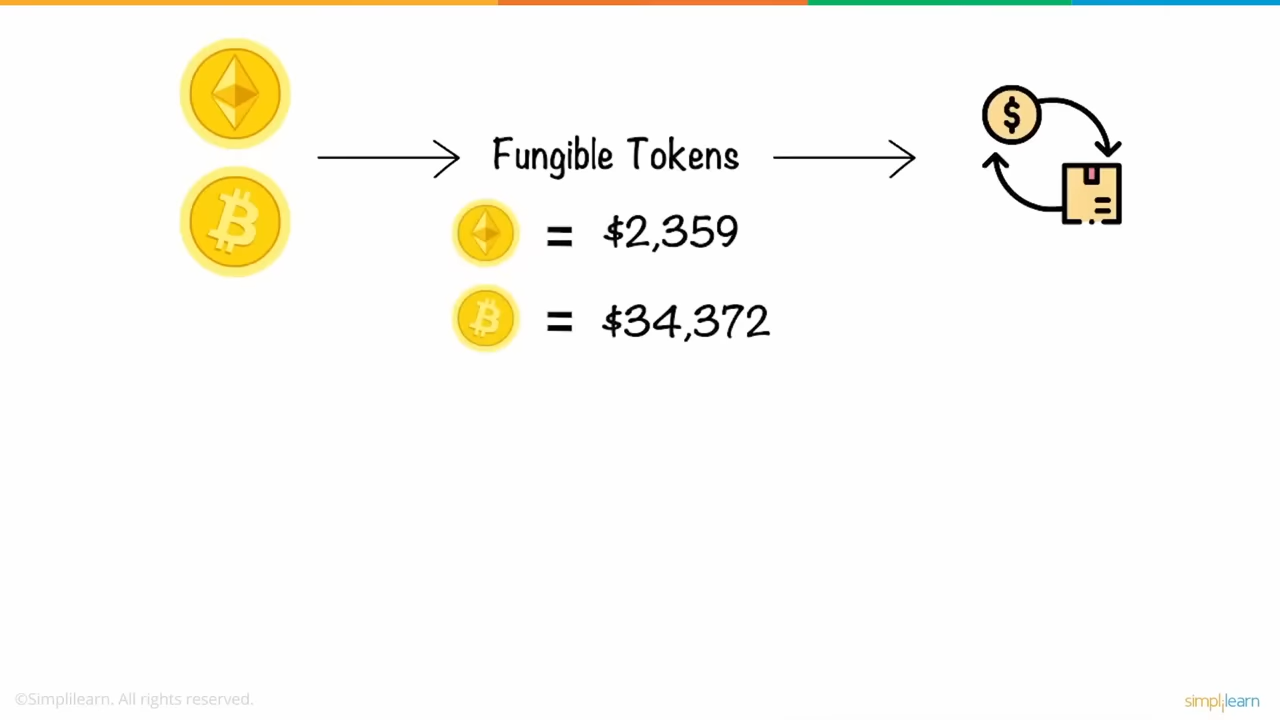 Fungible Tokens
= $2,359
= $34,372
©Simplilearn. All rights reserved.
simplilearn